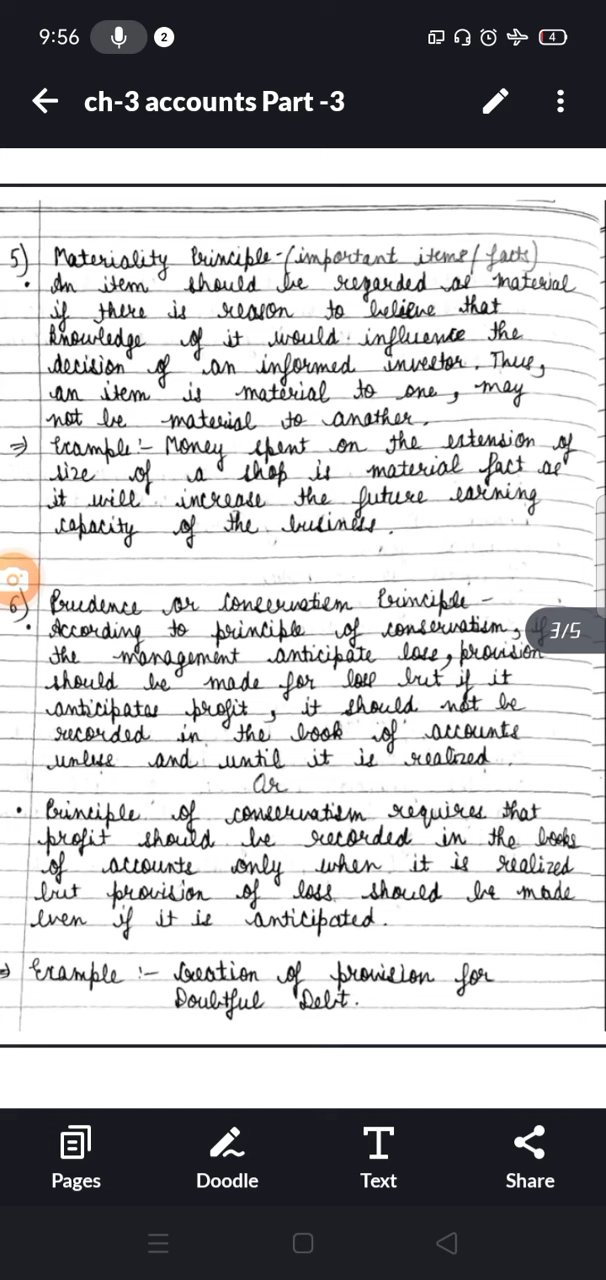 9:56 2 4
ch-3 accounts Part -3
5) Materiality Principle-(important items/facts)
• An item should be regarded as material
if there is reason to believe that
knowledge of it would influence the
decision of an informed investor. Thus,
an item is material to one, may
not be material to another.
⇒ Example:- Money spent on the extension of
size of a shop is material fact as
it will increase the future earning
capacity of the business.
6) Prudence or conservatism Principle -
• According to principle of conservatism,
3/5
the management anticipate loss, provision
should be made for loss but if it
anticipates profit, it should not be
recorded in the book of accounts
unless and until it is realized.
Or
• Principle of conservatism requires that
profit should be recorded in the books
of accounts only when it is realized
but provision of loss should be made
even if it is anticipated.
⇒ Example :- Creation of provision for
Doubtful Debt.
Pages Doodle Text Share